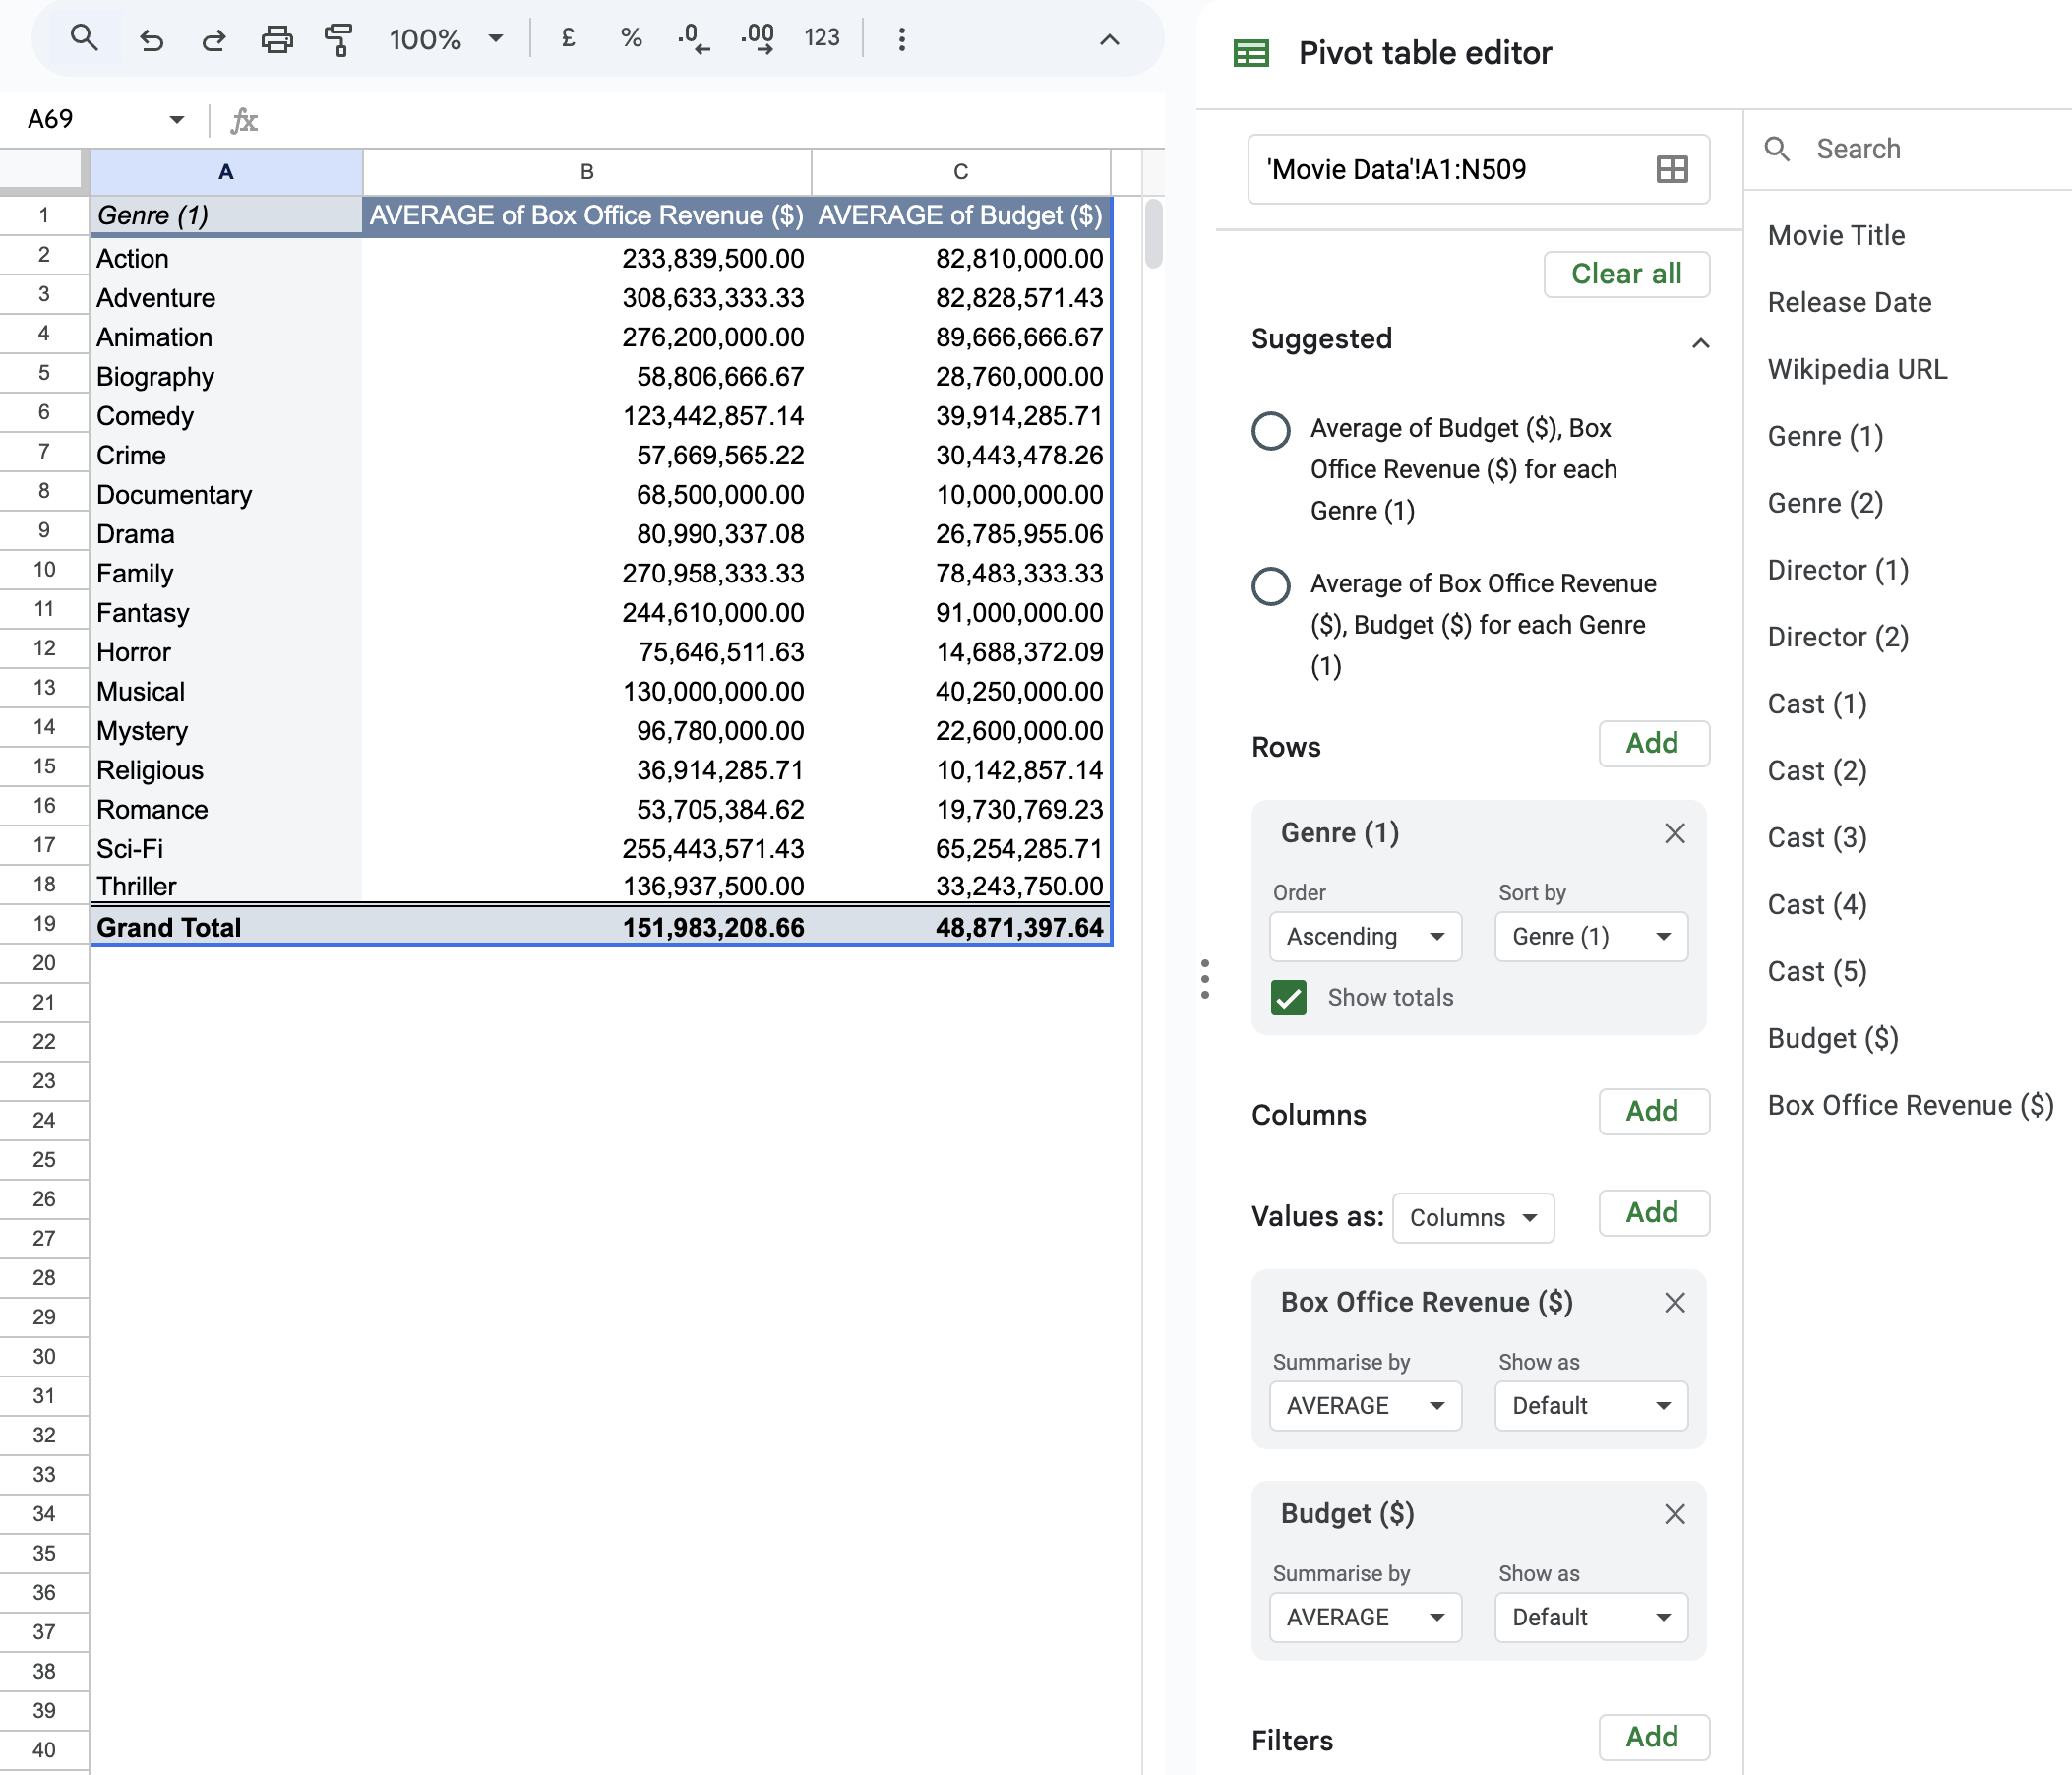 100%
£
%
.0
.00
123
A69
fx
A B C
1 Genre (1) AVERAGE of Box Office Revenue ($) AVERAGE of Budget ($)
2 Action 233,839,500.00 82,810,000.00
3 Adventure 308,633,333.33 82,828,571.43
4 Animation 276,200,000.00 89,666,666.67
5 Biography 58,806,666.67 28,760,000.00
6 Comedy 123,442,857.14 39,914,285.71
7 Crime 57,669,565.22 30,443,478.26
8 Documentary 68,500,000.00 10,000,000.00
9 Drama 80,990,337.08 26,785,955.06
10 Family 270,958,333.33 78,483,333.33
11 Fantasy 244,610,000.00 91,000,000.00
12 Horror 75,646,511.63 14,688,372.09
13 Musical 130,000,000.00 40,250,000.00
14 Mystery 96,780,000.00 22,600,000.00
15 Religious 36,914,285.71 10,142,857.14
16 Romance 53,705,384.62 19,730,769.23
17 Sci-Fi 255,443,571.43 65,254,285.71
18 Thriller 136,937,500.00 33,243,750.00
19 Grand Total 151,983,208.66 48,871,397.64
20
21
22
23
24
25
26
27
28
29
30
31
32
33
34
35
36
37
38
39
40
Pivot table editor
'Movie Data'!A1:N509
Clear all
Suggested
Average of Budget ($), Box
Office Revenue ($) for each
Genre (1)
Average of Box Office Revenue
($), Budget ($) for each Genre
(1)
Rows Add
Genre (1)
Order Sort by
Ascending Genre (1)
Show totals
Columns Add
Values as: Columns Add
Box Office Revenue ($)
Summarise by Show as
AVERAGE Default
Budget ($)
Summarise by Show as
AVERAGE Default
Filters Add
Search
Movie Title
Release Date
Wikipedia URL
Genre (1)
Genre (2)
Director (1)
Director (2)
Cast (1)
Cast (2)
Cast (3)
Cast (4)
Cast (5)
Budget ($)
Box Office Revenue ($)